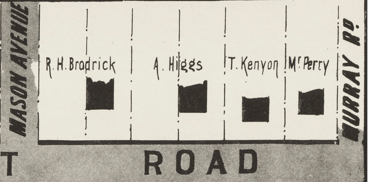 MASON AVENUE
R. H. Brodrick
A. Higgs
T. Kenyon
Mr Perry
MURRAY RD
T ROAD